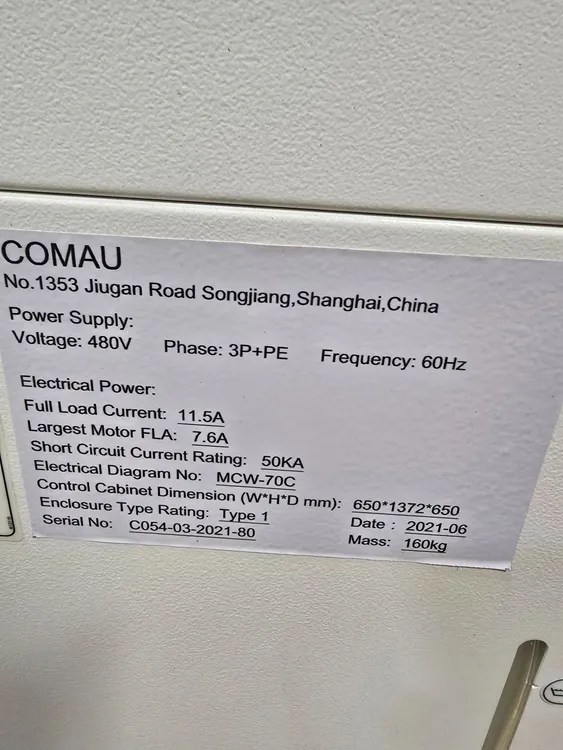 COMAU
No.1353 Jiugan Road Songjiang,Shanghai,China
Power Supply:
Voltage: 480V Phase: 3P+PE Frequency: 60Hz
Electrical Power:
Full Load Current: 11.5A
Largest Motor FLA: 7.6A
Short Circuit Current Rating: 50KA
Electrical Diagram No: MCW-70C
Control Cabinet Dimension (W*H*D mm): 650*1372*650
Enclosure Type Rating: Type 1 Date : 2021-06
Serial No: C054-03-2021-80 Mass: 160kg